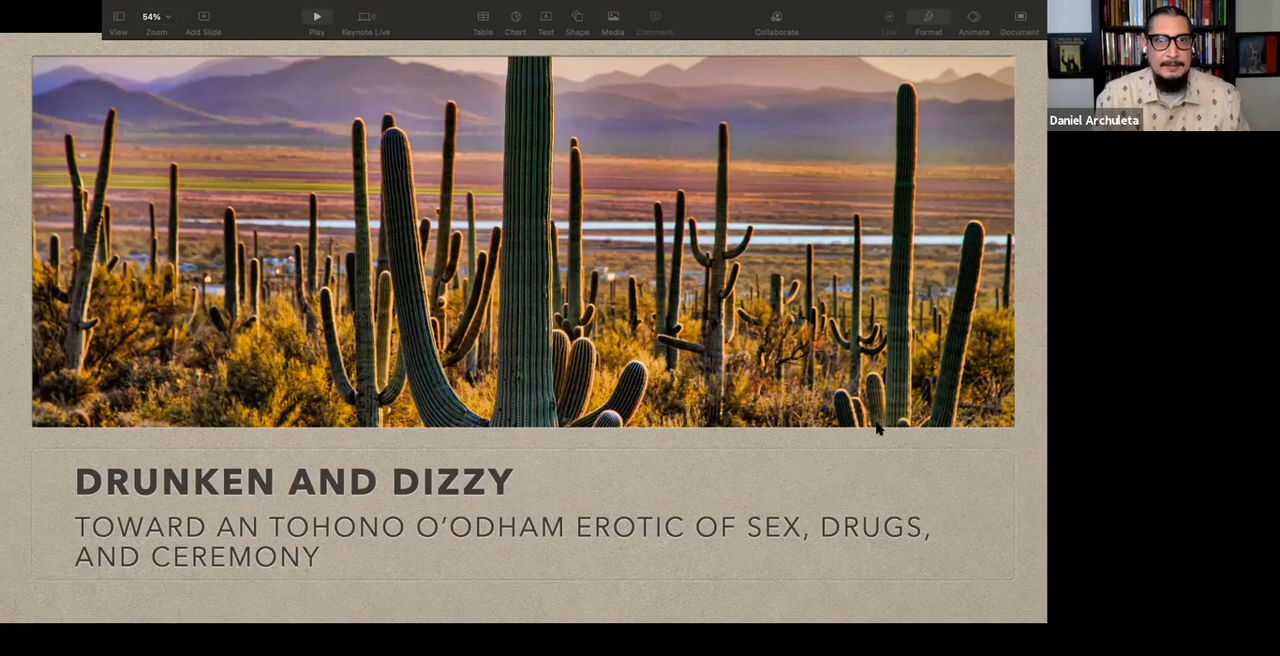 View
54%
Zoom
Add Slide
Play
Keynote Live
Table
Chart
Text
Shape
Media
Comment
Collaborate
Link
Format
Animate
Document
Daniel Archuleta
DRUNKEN AND DIZZY
TOWARD AN TOHONO O’ODHAM EROTIC OF SEX, DRUGS,
AND CEREMONY